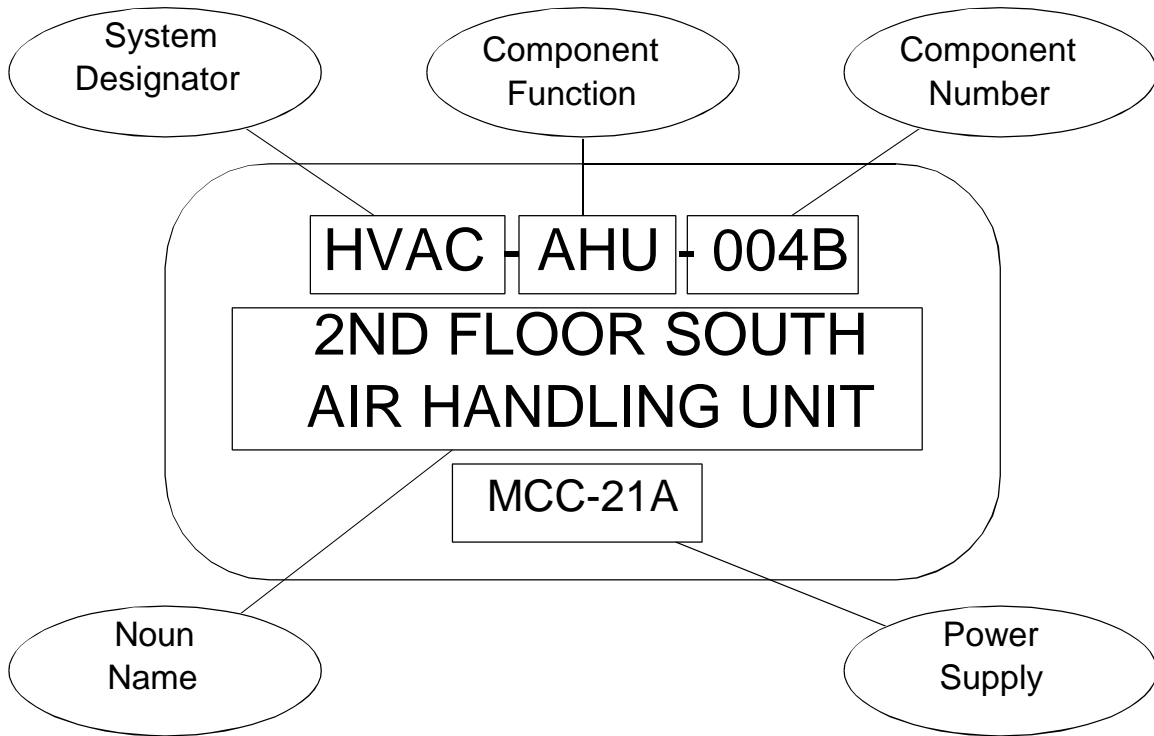 System
Designator
Component
Function
Component
Number
HVAC - AHU - 004B
2ND FLOOR SOUTH
AIR HANDLING UNIT
MCC-21A
Noun
Name
Power
Supply